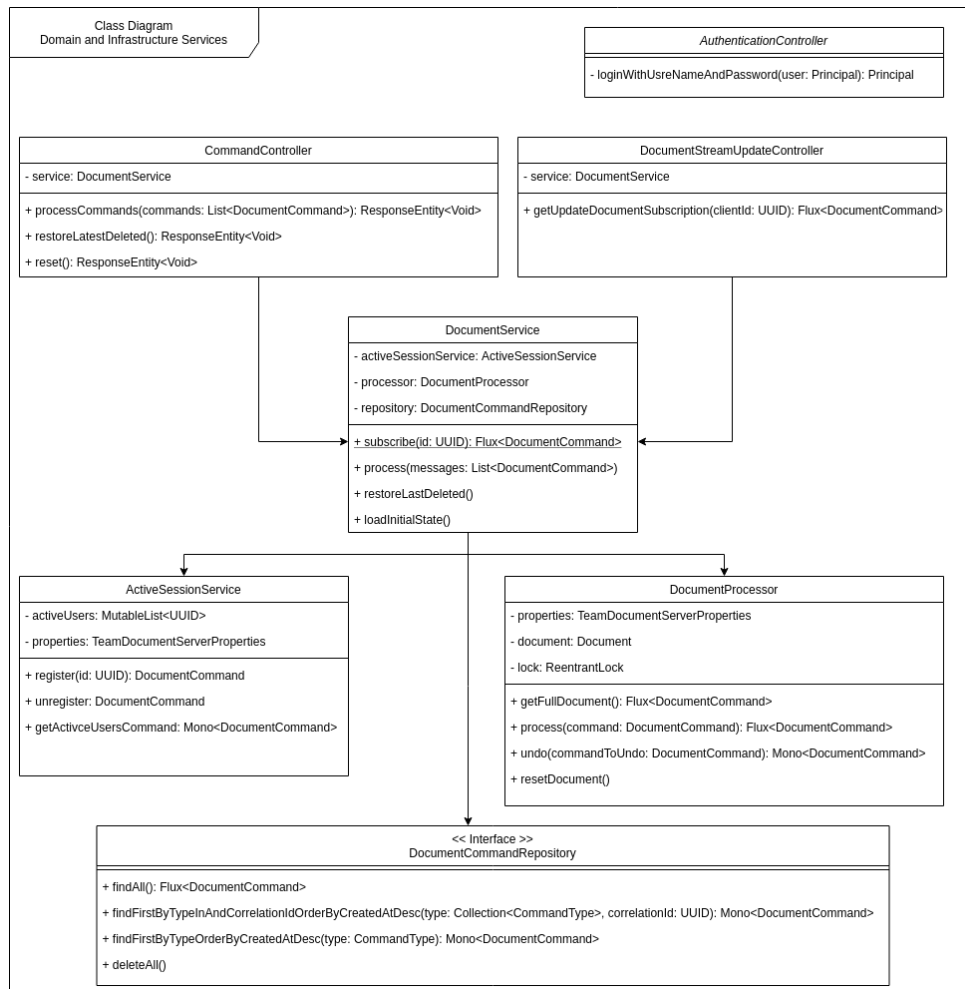 Class Diagram
Domain and Infrastructure Services
AuthenticationController
- loginWithUsreNameAndPassword(user: Principal): Principal
CommandController
- service: DocumentService
+ processCommands(commands: List<DocumentCommand>): ResponseEntity<Void>
+ restoreLatestDeleted(): ResponseEntity<Void>
+ reset(): ResponseEntity<Void>
DocumentStreamUpdateController
- service: DocumentService
+ getUpdateDocumentSubscription(clientId: UUID): Flux<DocumentCommand>
DocumentService
- activeSessionService: ActiveSessionService
- processor: DocumentProcessor
- repository: DocumentCommandRepository
+ subscribe(id: UUID): Flux<DocumentCommand>
+ process(messages: List<DocumentCommand>)
+ restoreLastDeleted()
+ loadInitialState()
ActiveSessionService
- activeUsers: MutableList<UUID>
- properties: TeamDocumentServerProperties
+ register(id: UUID): DocumentCommand
+ unregister: DocumentCommand
+ getActivceUsersCommand: Mono<DocumentCommand>
DocumentProcessor
- properties: TeamDocumentServerProperties
- document: Document
- lock: ReentrantLock
+ getFullDocument(): Flux<DocumentCommand>
+ process(command: DocumentCommand): Flux<DocumentCommand>
+ undo(commandToUndo: DocumentCommand): Mono<DocumentCommand>
+ resetDocument()
<< Interface >>
DocumentCommandRepository
+ findAll(): Flux<DocumentCommand>
+ findFirstByTypeInAndCorrelationIdOrderByCreatedAtDesc(type: Collection<CommandType>, correlationId: UUID): Mono<DocumentCommand>
+ findFirstByTypeOrderByCreatedAtDesc(type: CommandType): Mono<DocumentCommand>
+ deleteAll()